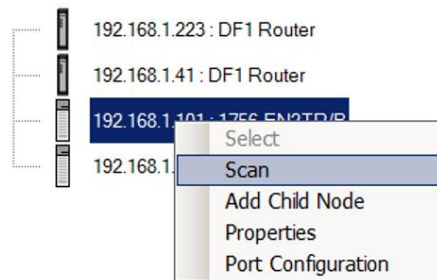 192.168.1.223 : DF1 Router
192.168.1.41 : DF1 Router
192.168.1.101 : 1756-EN2TR/B
192.168.1.
Select
Scan
Add Child Node
Properties
Port Configuration